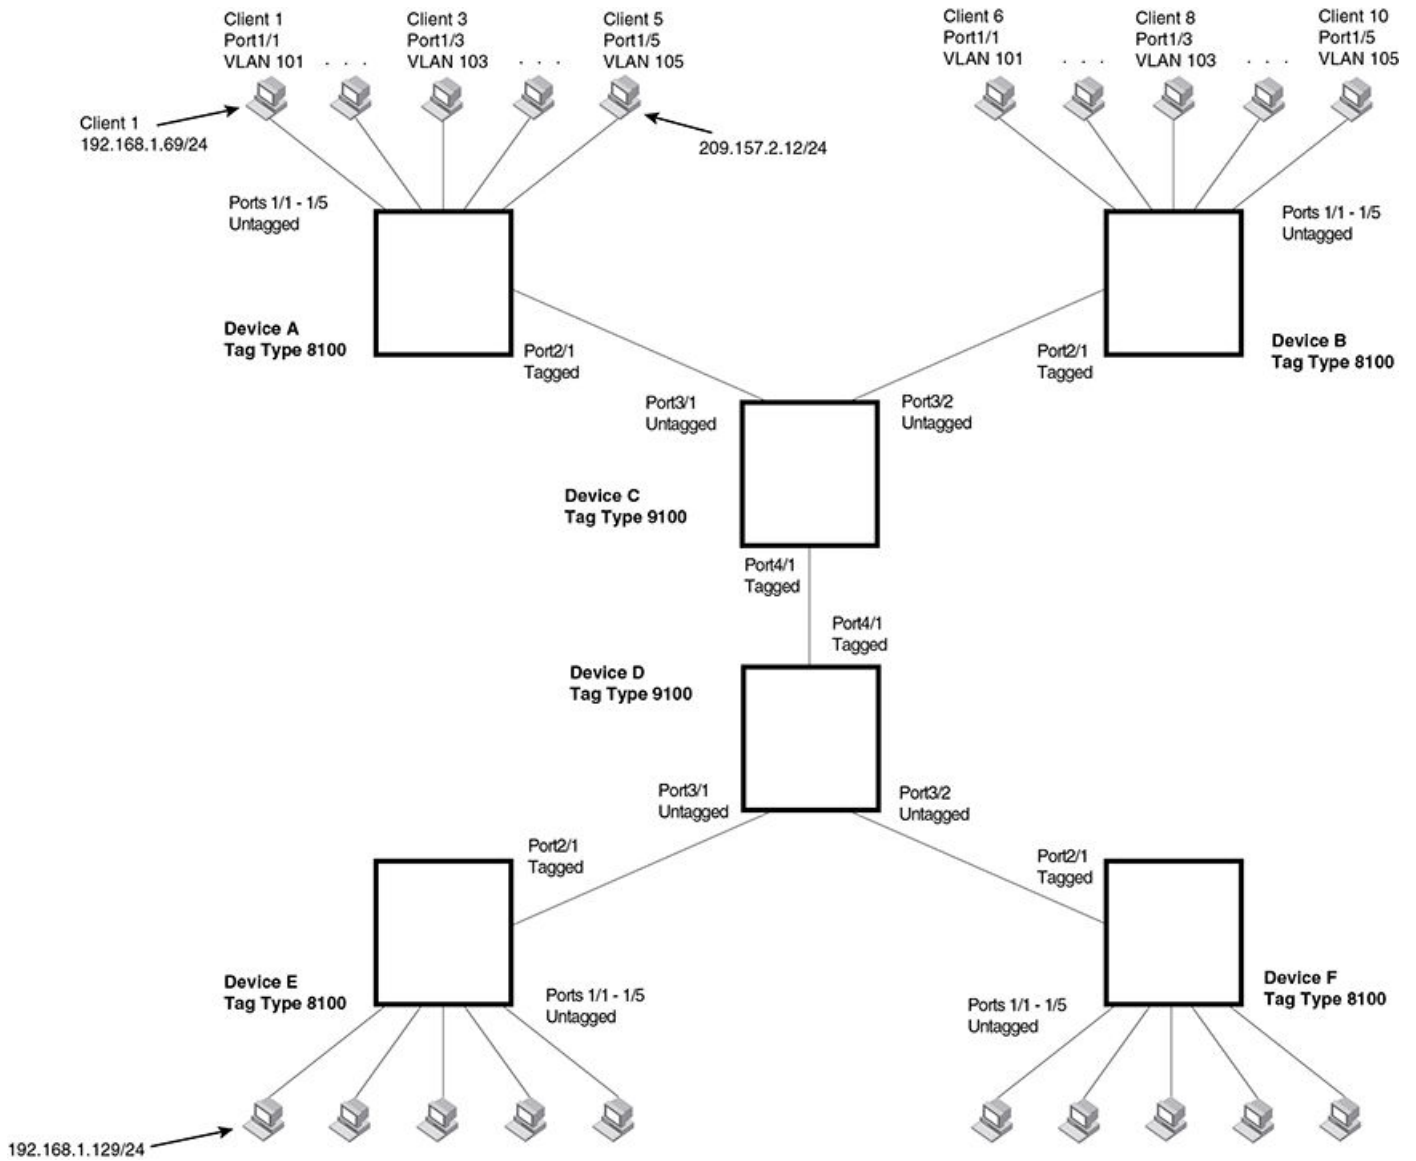 Client 1
Port1/1
VLAN 101
. . .
Client 3
Port1/3
VLAN 103
. . .
Client 5
Port1/5
VLAN 105
Client 6
Port1/1
VLAN 101
. . .
Client 8
Port1/3
VLAN 103
. . .
Client 10
Port1/5
VLAN 105
Client 1
192.168.1.69/24
209.157.2.12/24
Ports 1/1 - 1/5
Untagged
Ports 1/1 - 1/5
Untagged
Device A
Tag Type 8100
Port2/1
Tagged
Port2/1
Tagged
Device B
Tag Type 8100
Port3/1
Untagged
Port3/2
Untagged
Device C
Tag Type 9100
Port4/1
Tagged
Port4/1
Tagged
Device D
Tag Type 9100
Port3/1
Untagged
Port3/2
Untagged
Port2/1
Tagged
Port2/1
Tagged
Device E
Tag Type 8100
Ports 1/1 - 1/5
Untagged
Ports 1/1 - 1/5
Untagged
Device F
Tag Type 8100
192.168.1.129/24